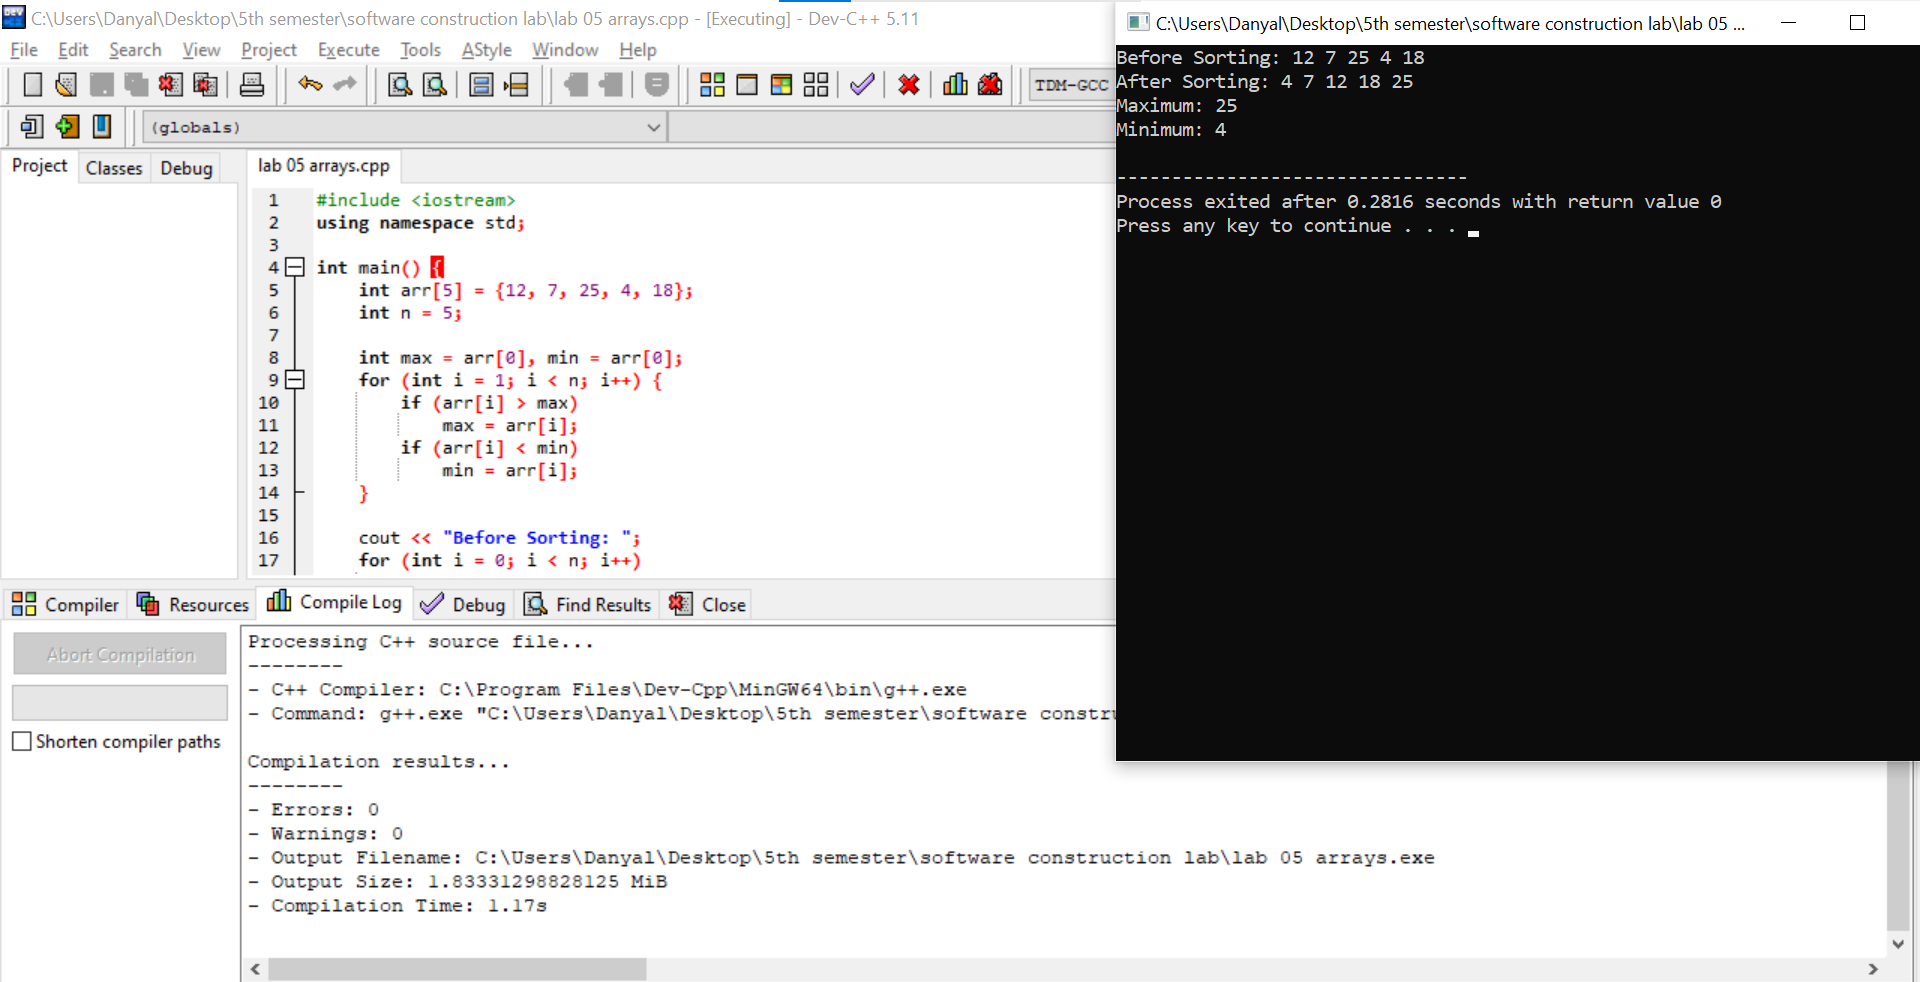 C:\Users\Danyal\Desktop\5th semester\software construction lab\lab 05 arrays.cpp - [Executing] - Dev-C++ 5.11
File Edit Search View Project Execute Tools AStyle Window Help
TDM-GCC
(globals)
Project Classes Debug
lab 05 arrays.cpp
1 #include <iostream>
2 using namespace std;
3
4 int main() {
5 int arr[5] = {12, 7, 25, 4, 18};
6 int n = 5;
7
8 int max = arr[0], min = arr[0];
9 for (int i = 1; i < n; i++) {
10 if (arr[i] > max)
11 max = arr[i];
12 if (arr[i] < min)
13 min = arr[i];
14 }
15
16 cout << "Before Sorting: ";
17 for (int i = 0; i < n; i++)
C:\Users\Danyal\Desktop\5th semester\software construction lab\lab 05 ...
Before Sorting: 12 7 25 4 18
After Sorting: 4 7 12 18 25
Maximum: 25
Minimum: 4
--------------------------------
Process exited after 0.2816 seconds with return value 0
Press any key to continue . . .
Compiler Resources Compile Log Debug Find Results Close
Abort Compilation
Shorten compiler paths
Processing C++ source file...
--------
- C++ Compiler: C:\Program Files\Dev-Cpp\MinGW64\bin\g++.exe
- Command: g++.exe "C:\Users\Danyal\Desktop\5th semester\software constru
Compilation results...
--------
- Errors: 0
- Warnings: 0
- Output Filename: C:\Users\Danyal\Desktop\5th semester\software construction lab\lab 05 arrays.exe
- Output Size: 1.83331298828125 MiB
- Compilation Time: 1.17s